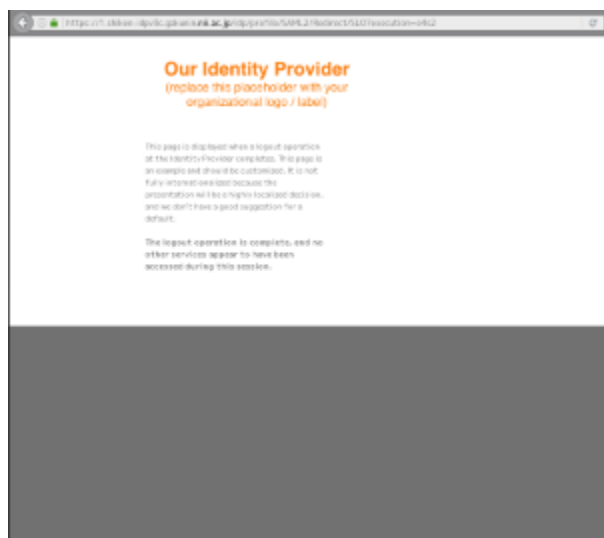 Our Identity Provider
(replace this placeholder with your
organizational logo / label)
This page is displayed when a logout operation
at the Identity Provider completes. This page is
an example and should be customized. It is not
fully internationalized because the
presentation will be a highly localized decision,
and we don't have a good suggestion for a
default.
The logout operation is complete, and no
other services appear to have been
accessed during this session.